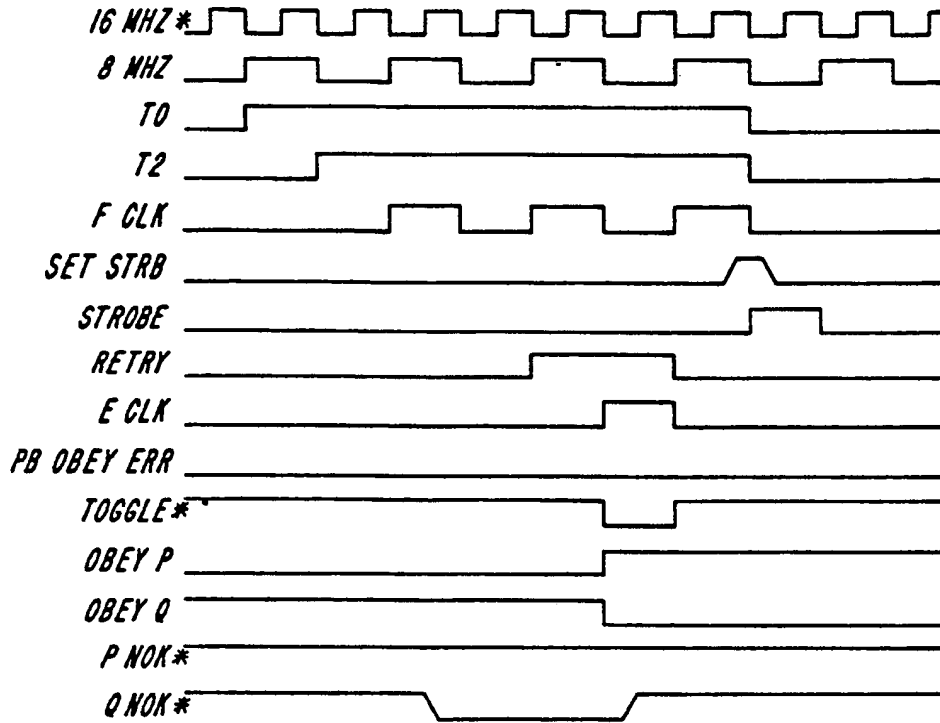 16 MHZ*
8 MHZ
T0
T2
F CLK
SET STRB
STROBE
RETRY
E CLK
PB OBEY ERR
TOGGLE*
OBEY P
OBEY Q
P NOK*
Q NOK*